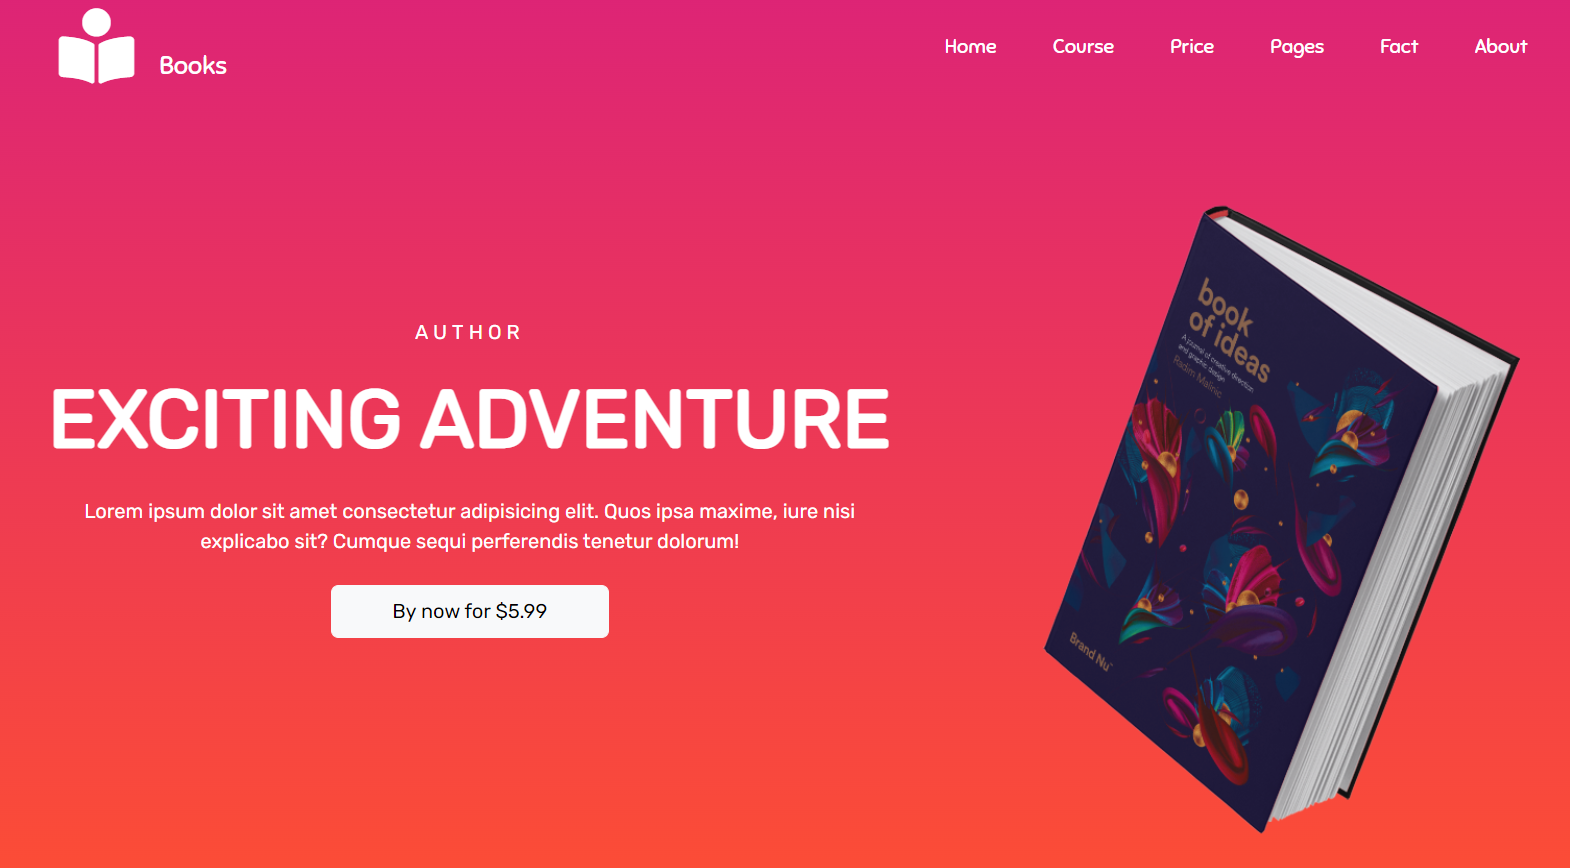 Books
Home Course Price Pages Fact About
AUTHOR
EXCITING ADVENTURE
Lorem ipsum dolor sit amet consectetur adipisicing elit. Quos ipsa maxime, iure nisi
explicabo sit? Cumque sequi perferendis tenetur dolorum!
By now for $5.99
book
of ideas
A journal of creative direction
and graphic design
Radim Malinic
Brand Nu™